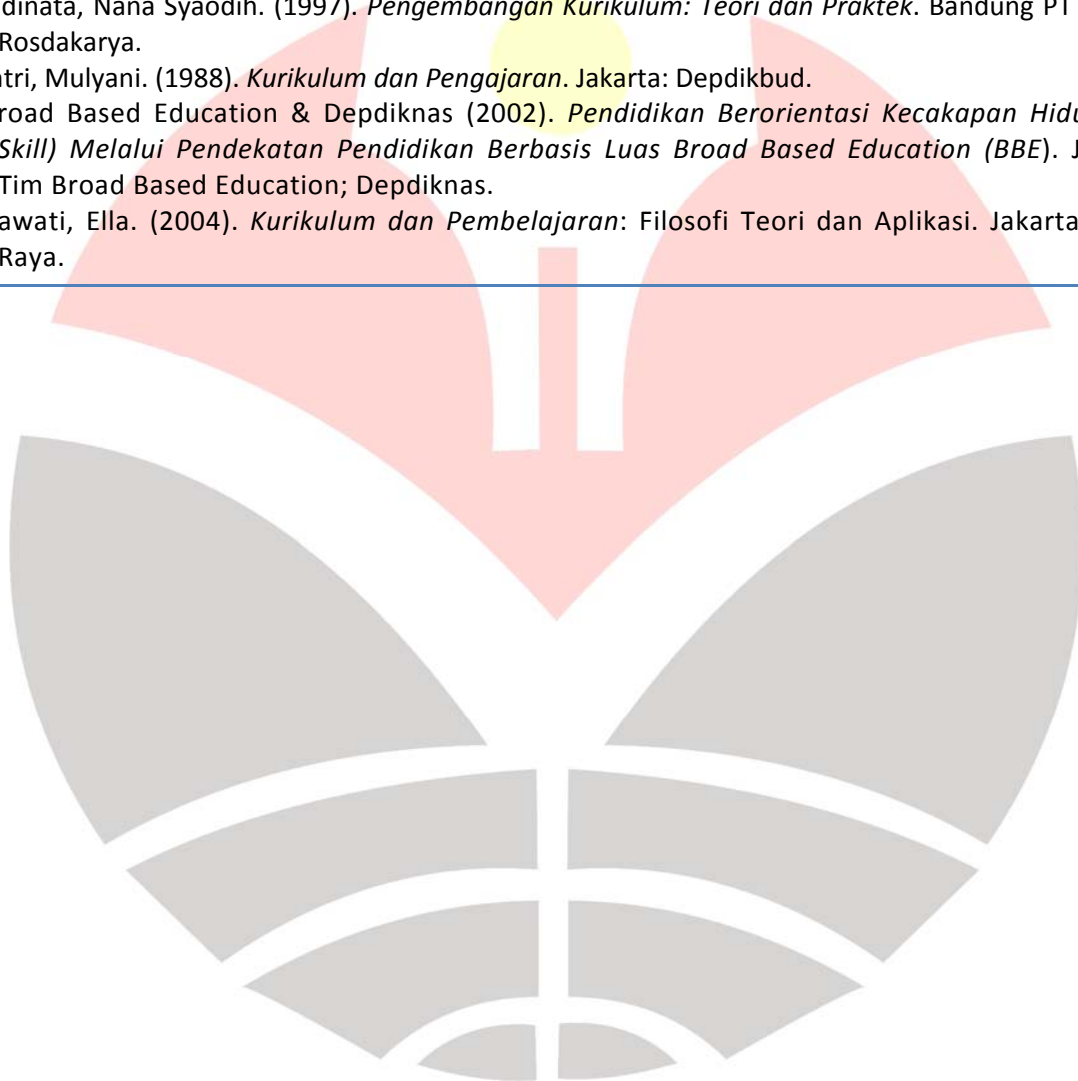 dinata, Nana Syaodih. (1997). Pengembangan Kurikulum: Teori dan Praktek. Bandung PT
Rosdakarya.
tri, Mulyani. (1988). Kurikulum dan Pengajaran. Jakarta: Depdikbud.
road Based Education & Depdiknas (2002). Pendidikan Berorientasi Kecakapan Hidu
Skill) Melalui Pendekatan Pendidikan Berbasis Luas Broad Based Education (BBE). J
Tim Broad Based Education; Depdiknas.
awati, Ella. (2004). Kurikulum dan Pembelajaran: Filosofi Teori dan Aplikasi. Jakarta
Raya.